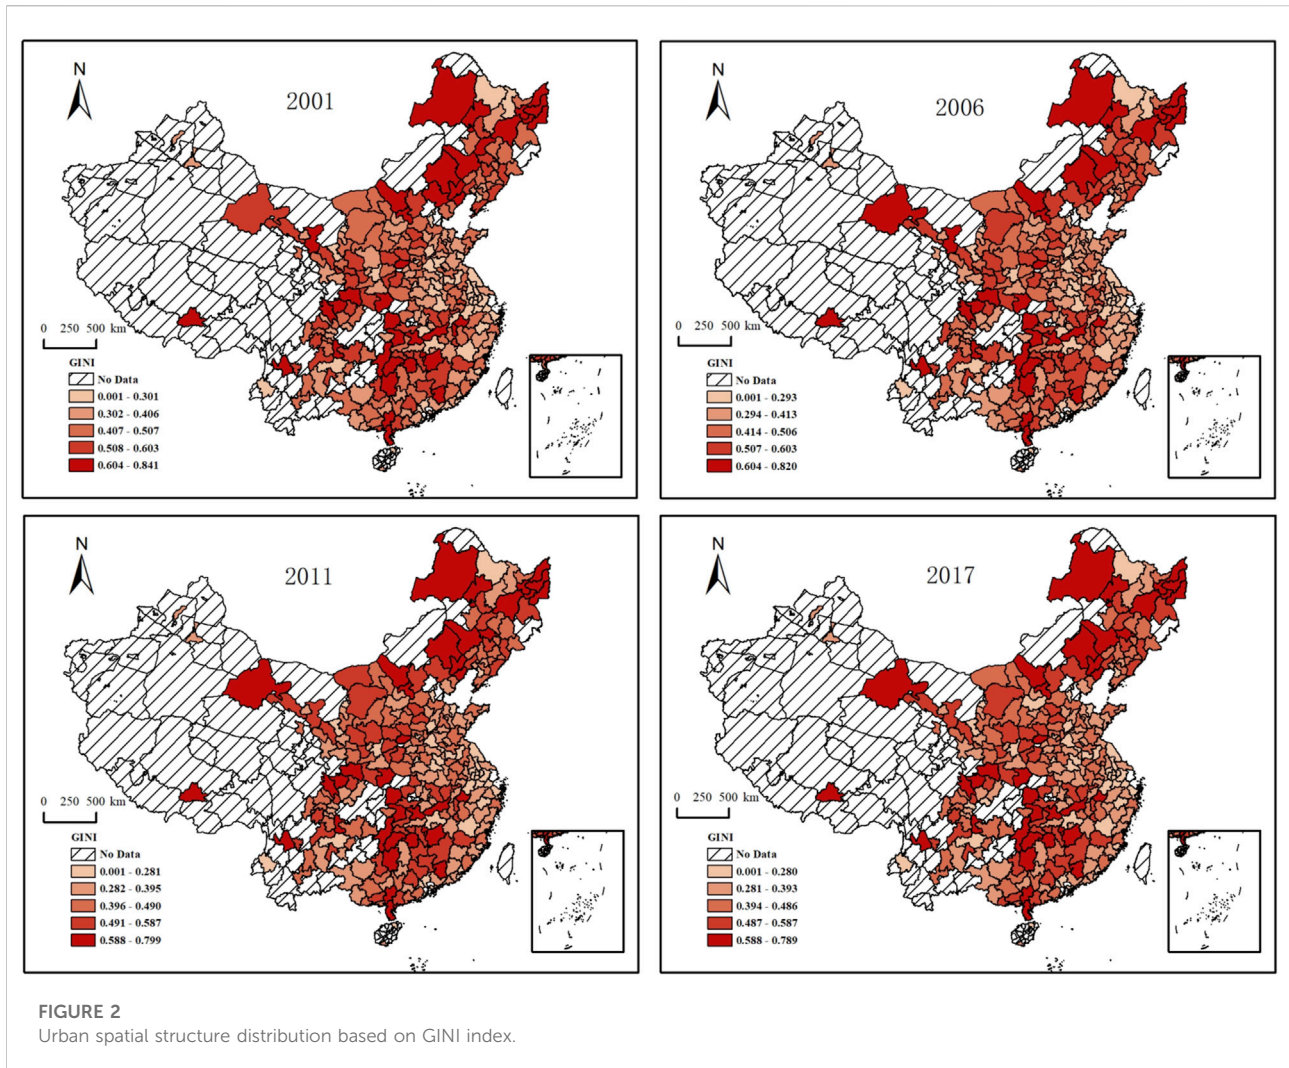 N
2001
0 250 500 km
GINI
No Data
0.001 - 0.301
0.302 - 0.406
0.407 - 0.507
0.508 - 0.603
0.604 - 0.841
N
2006
0 250 500 km
GINI
No Data
0.001 - 0.293
0.294 - 0.413
0.414 - 0.506
0.507 - 0.603
0.604 - 0.820
N
2011
0 250 500 km
GINI
No Data
0.001 - 0.281
0.282 - 0.395
0.396 - 0.490
0.491 - 0.587
0.588 - 0.799
N
2017
0 250 500 km
GINI
No Data
0.001 - 0.280
0.281 - 0.393
0.394 - 0.486
0.487 - 0.587
0.588 - 0.789
FIGURE 2
Urban spatial structure distribution based on GINI index.